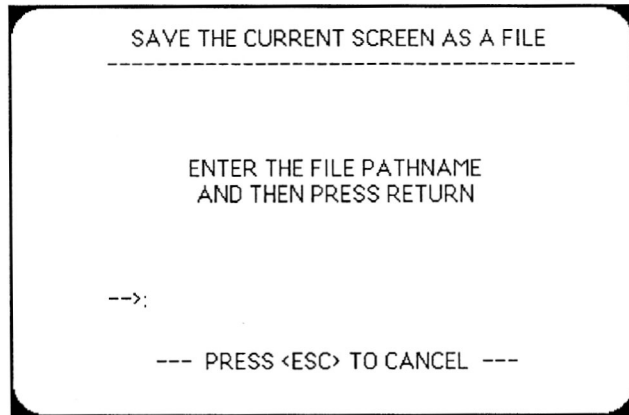 SAVE THE CURRENT SCREEN AS A FILE
--------------------------------------
ENTER THE FILE PATHNAME
AND THEN PRESS RETURN
-->:
--- PRESS <ESC> TO CANCEL ---